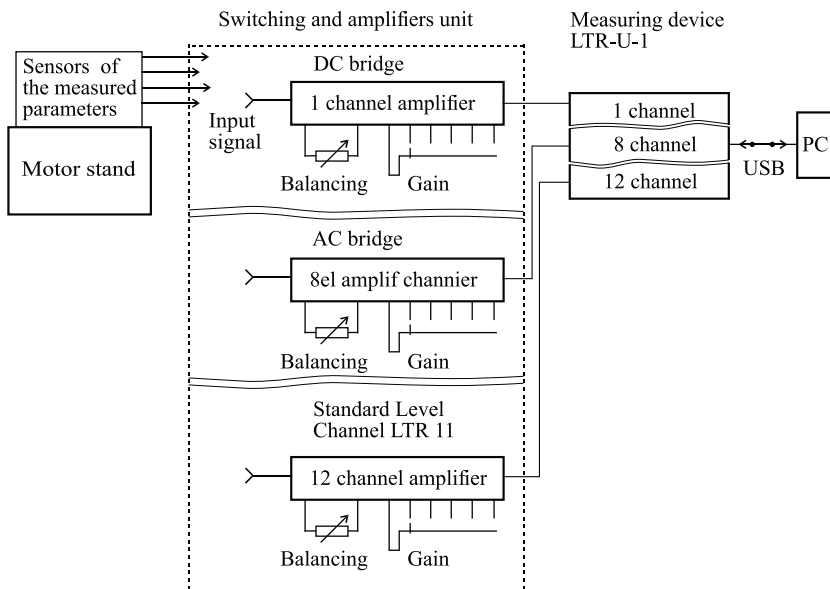 Switching and amplifiers unit
Measuring device
LTR-U-1
Sensors of
the measured
parameters
Motor stand
Input
signal
DC bridge
1 channel amplifier
Balancing
Gain
1 channel
8 channel
12 channel
USB
PC
AC bridge
8el amplif channier
Balancing
Gain
Standard Level
Channel LTR 11
12 channel amplifier
Balancing
Gain